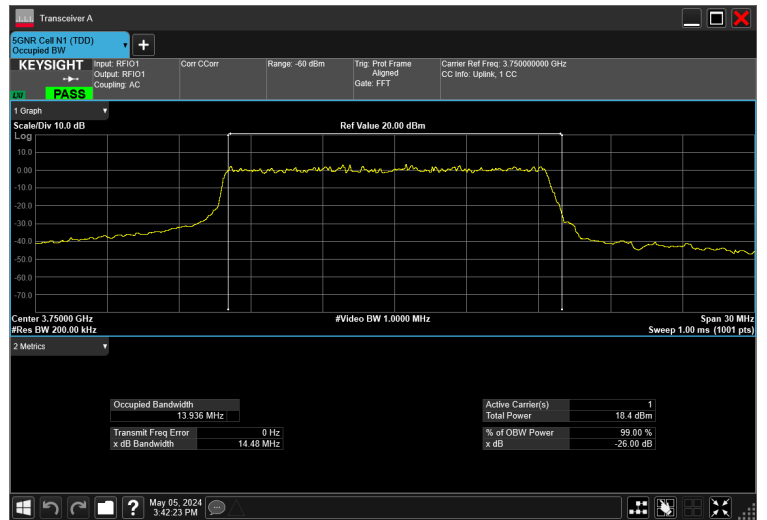 Transceiver A
5GNR Cell N1 (TDD)
Occupied BW
KEYSIGHT
Input: RFIO1
Output: RFIO1
Coupling: AC
Corr CCorr
Range: -60 dBm
Trig: Prot Frame
Aligned
Gate: FFT
Carrier Ref Freq: 3.750000000 GHz
CC Info: Uplink, 1 CC
LXI
PASS
1 Graph
Scale/Div 10.0 dB
Ref Value 20.00 dBm
Log
10.0
0.00
-10.0
-20.0
-30.0
-40.0
-50.0
-60.0
-70.0
Center 3.75000 GHz
#Video BW 1.0000 MHz
Span 30 MHz
#Res BW 200.00 kHz
Sweep 1.00 ms (1001 pts)
2 Metrics
Occupied Bandwidth
13.936 MHz
Active Carrier(s) 1
Total Power 18.4 dBm
Transmit Freq Error 0 Hz
x dB Bandwidth 14.48 MHz
% of OBW Power 99.00 %
x dB -26.00 dB
May 05, 2024
3:42:23 PM